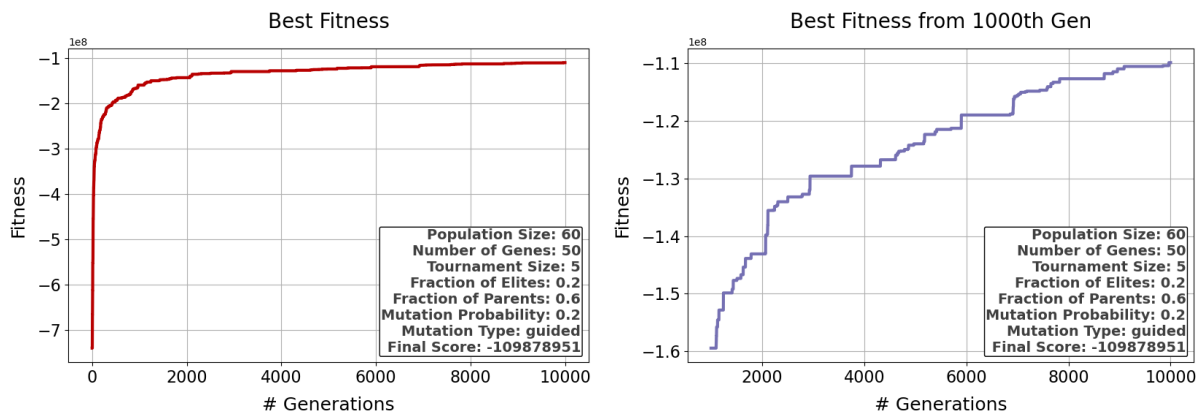 Best Fitness
1e8
−1
−2
−3
−4
−5
−6
−7
Fitness
0
2000
4000
6000
8000
10000
# Generations
Population Size: 60
Number of Genes: 50
Tournament Size: 5
Fraction of Elites: 0.2
Fraction of Parents: 0.6
Mutation Probability: 0.2
Mutation Type: guided
Final Score: -109878951
Best Fitness from 1000th Gen
1e8
−1.1
−1.2
−1.3
−1.4
−1.5
−1.6
Fitness
2000
4000
6000
8000
10000
# Generations
Population Size: 60
Number of Genes: 50
Tournament Size: 5
Fraction of Elites: 0.2
Fraction of Parents: 0.6
Mutation Probability: 0.2
Mutation Type: guided
Final Score: -109878951